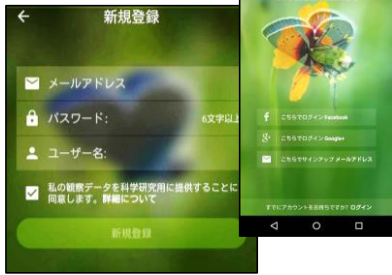 新規登録
メールアドレス
パスワード:
6文字以上
ユーザー名:
私の観察データを科学研究用に提供することに
同意します。詳細について
新規登録
こちらでログイン Facebook
こちらでログイン Google+
こちらでサインアップ メールアドレス
すでにアカウントをお持ちですか? ログイン